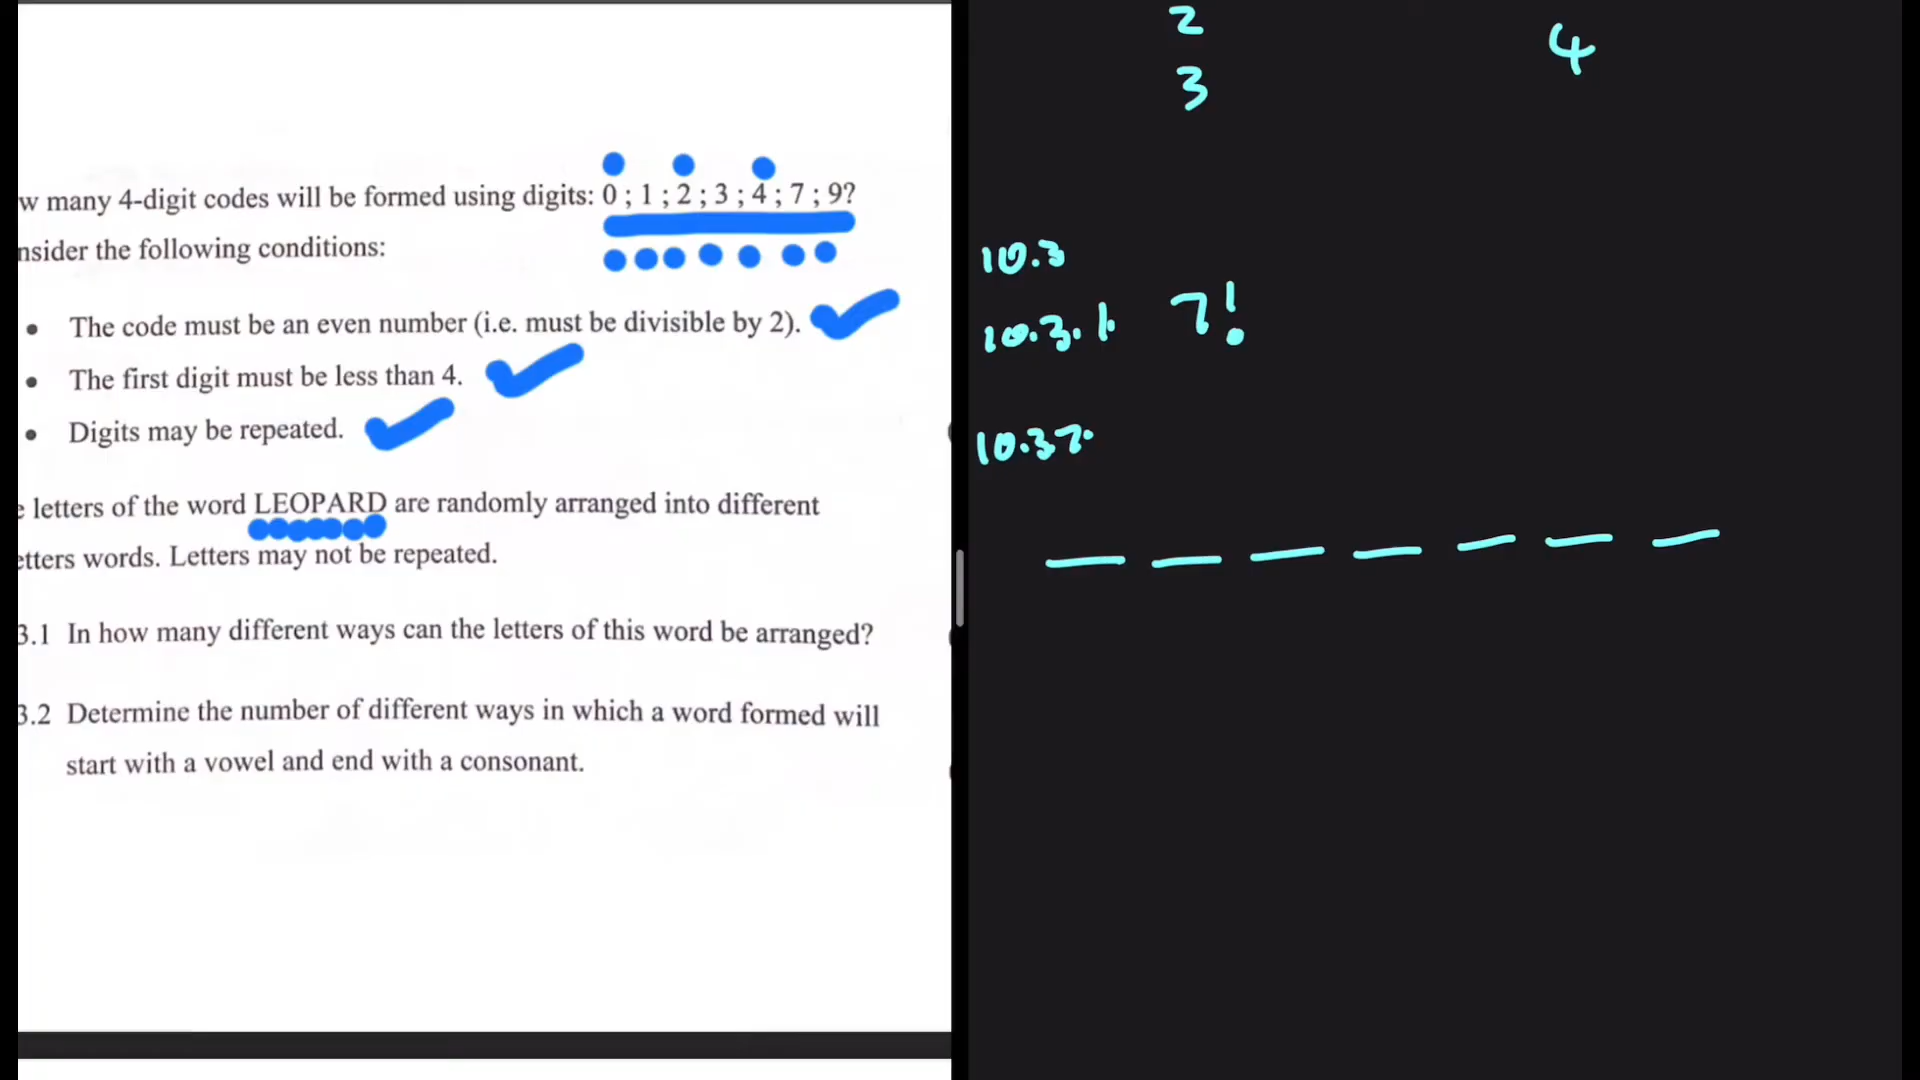 w many 4-digit codes will be formed using digits: 0 ; 1 ; 2 ; 3 ; 4 ; 7 ; 9?
nsider the following conditions:
• The code must be an even number (i.e. must be divisible by 2).
• The first digit must be less than 4.
• Digits may be repeated.
e letters of the word LEOPARD are randomly arranged into different
etters words. Letters may not be repeated.
3.1 In how many different ways can the letters of this word be arranged?
3.2 Determine the number of different ways in which a word formed will
start with a vowel and end with a consonant.
2
3
4
10.3
10.3.1. 7!
10.32.